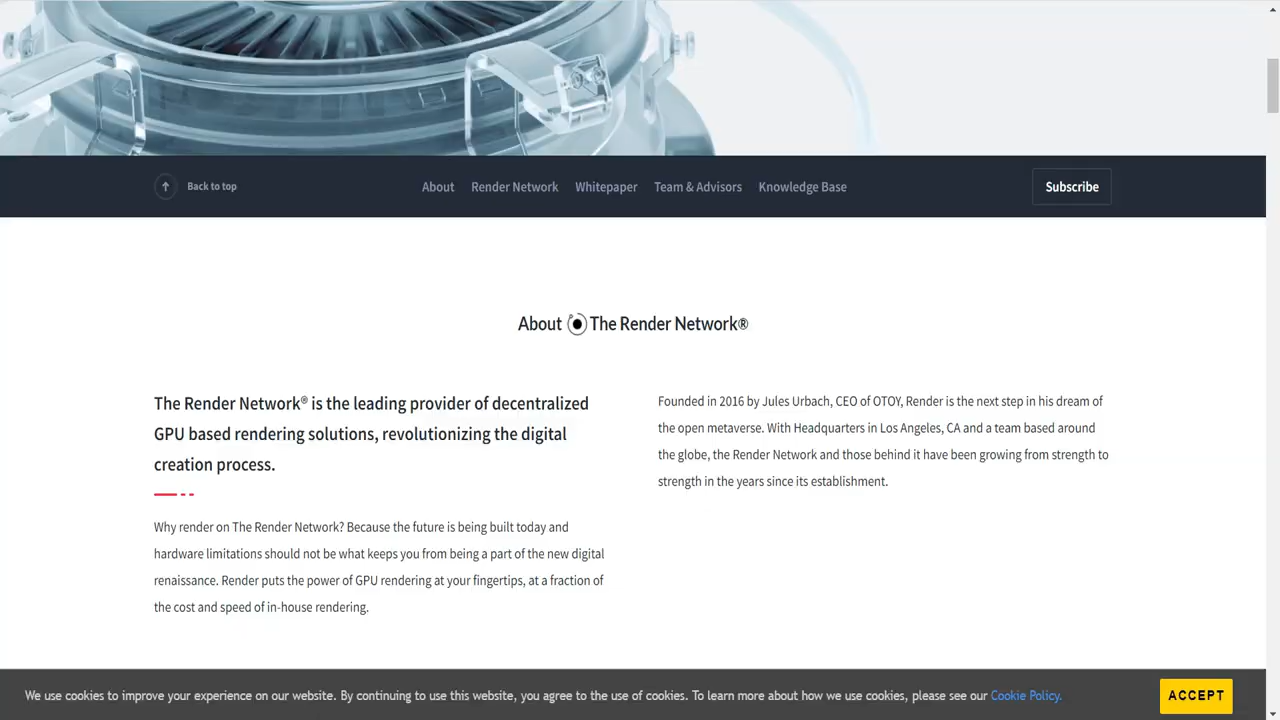 Back to top
About Render Network Whitepaper Team & Advisors Knowledge Base
Subscribe
About The Render Network®
The Render Network® is the leading provider of decentralized
GPU based rendering solutions, revolutionizing the digital
creation process.
Why render on The Render Network? Because the future is being built today and
hardware limitations should not be what keeps you from being a part of the new digital
renaissance. Render puts the power of GPU rendering at your fingertips, at a fraction of
the cost and speed of in-house rendering.
Founded in 2016 by Jules Urbach, CEO of OTOY, Render is the next step in his dream of
the open metaverse. With Headquarters in Los Angeles, CA and a team based around
the globe, the Render Network and those behind it have been growing from strength to
strength in the years since its establishment.
We use cookies to improve your experience on our website. By continuing to use this website, you agree to the use of cookies. To learn more about how we use cookies, please see our Cookie Policy.
ACCEPT